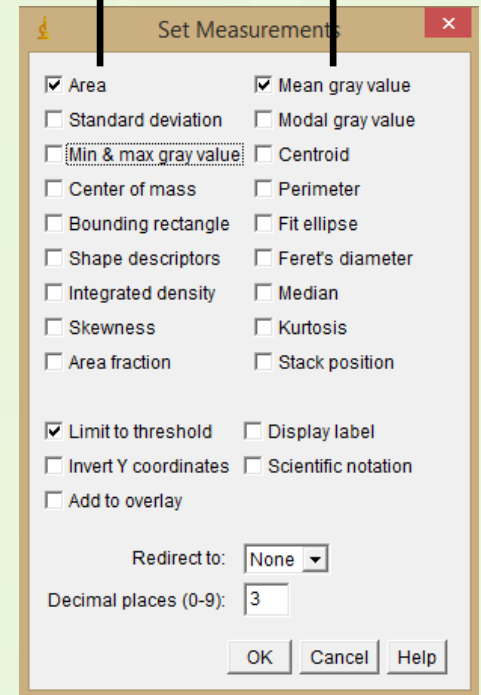 Set Measurements
Area Mean gray value
Standard deviation Modal gray value
Min & max gray value Centroid
Center of mass Perimeter
Bounding rectangle Fit ellipse
Shape descriptors Feret's diameter
Integrated density Median
Skewness Kurtosis
Area fraction Stack position
Limit to threshold Display label
Invert Y coordinates Scientific notation
Add to overlay
Redirect to: None
Decimal places (0-9): 3
OK Cancel Help